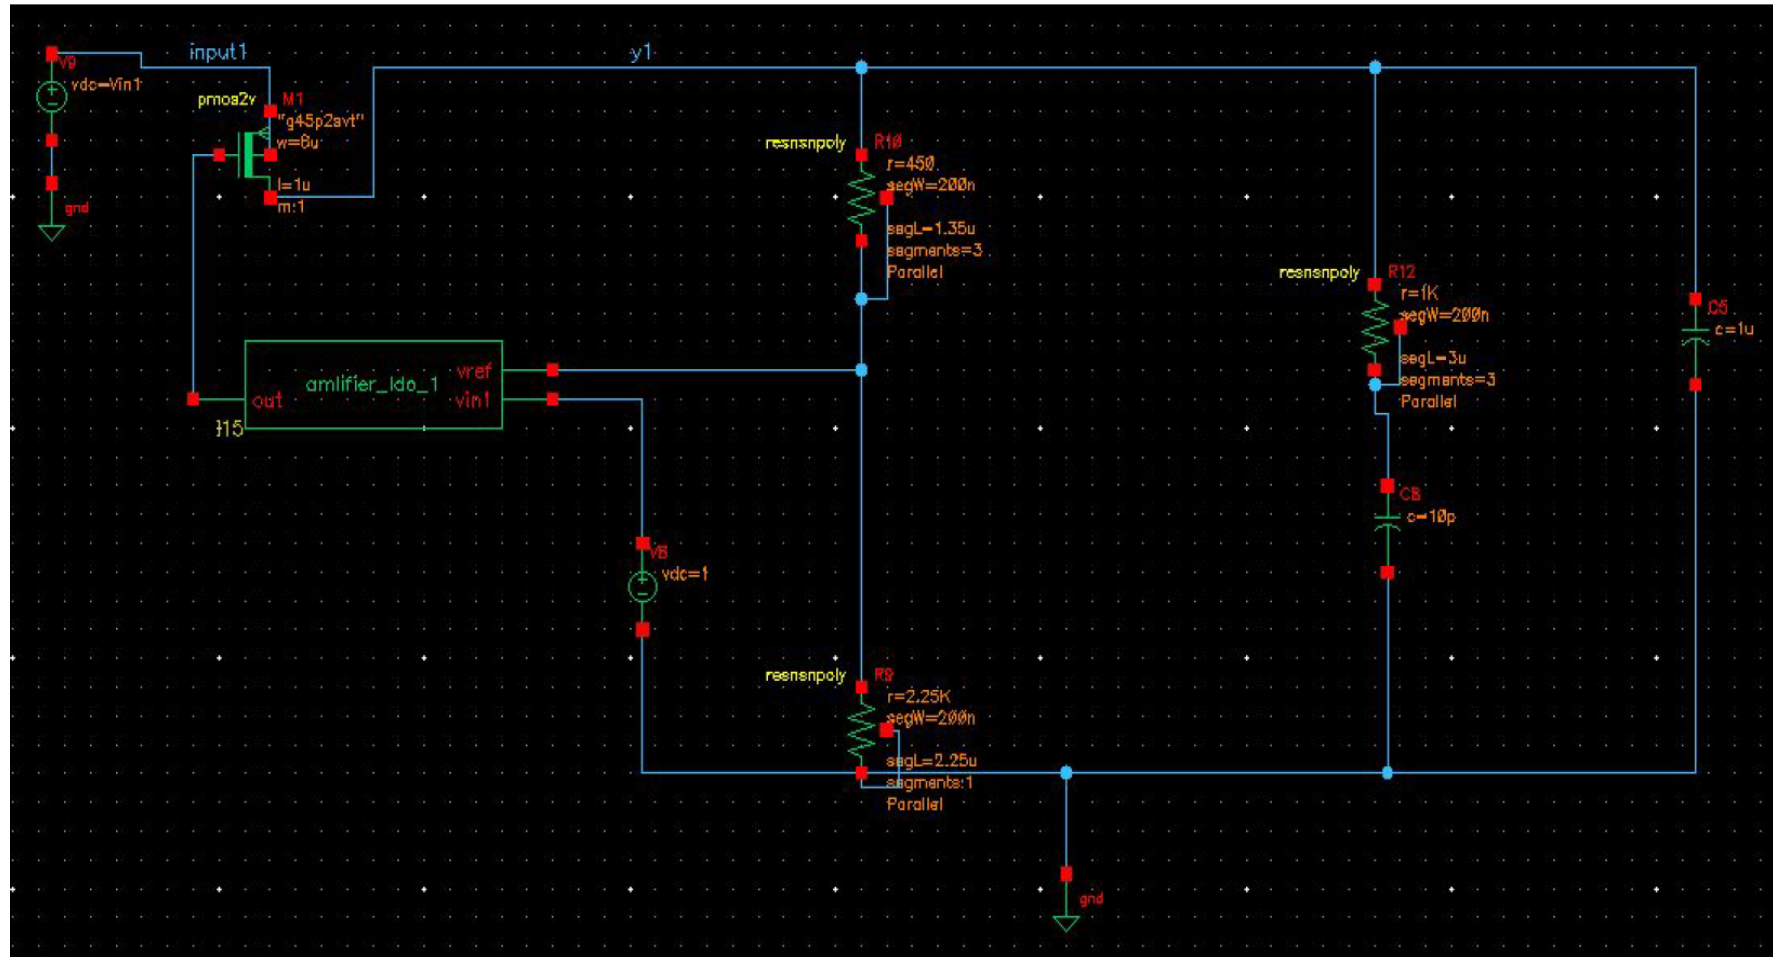 input1
y1
V9
vdc=Vin1
gnd
pmos2v
M1
"g45p2svt"
w=6u
l=1u
m:1
resnsnpoly
R10
r=450
segW=200n
segL=1.35u
segments=3
Parallel
resnsnpoly
R12
r=1K
segW=200n
segL=3u
segments=3
Parallel
C5
c=1u
amlifier_ldo_1
vref
vin1
out
I15
C8
c=10p
V8
vdc=1
resnsnpoly
R9
r=2.25K
segW=200n
segL=2.25u
segments:1
Parallel
gnd